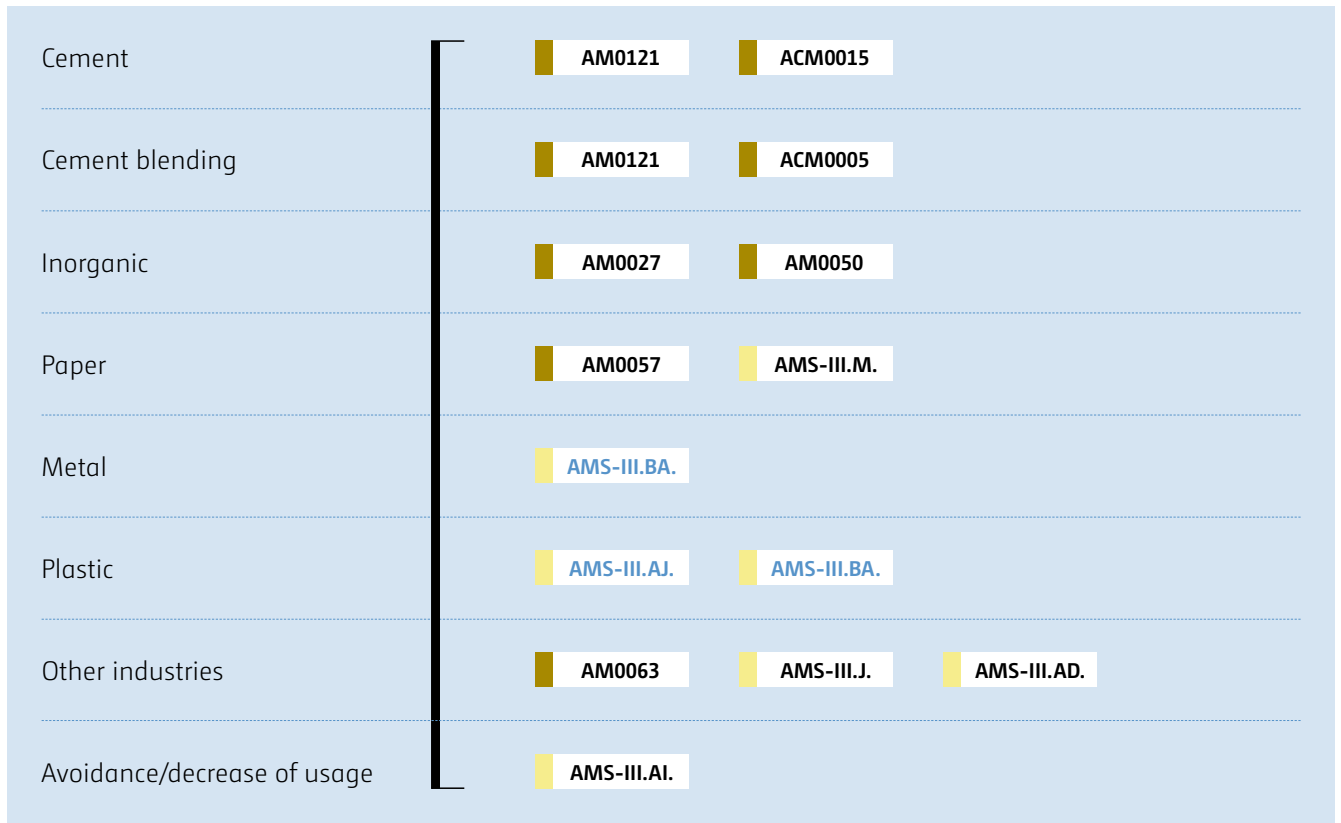 Cement AM0121 ACM0015
Cement blending AM0121 ACM0005
Inorganic AM0027 AM0050
Paper AM0057 AMS-III.M.
Metal AMS-III.BA.
Plastic AMS-III.AJ. AMS-III.BA.
Other industries AM0063 AMS-III.J. AMS-III.AD.
Avoidance/decrease of usage AMS-III.AI.